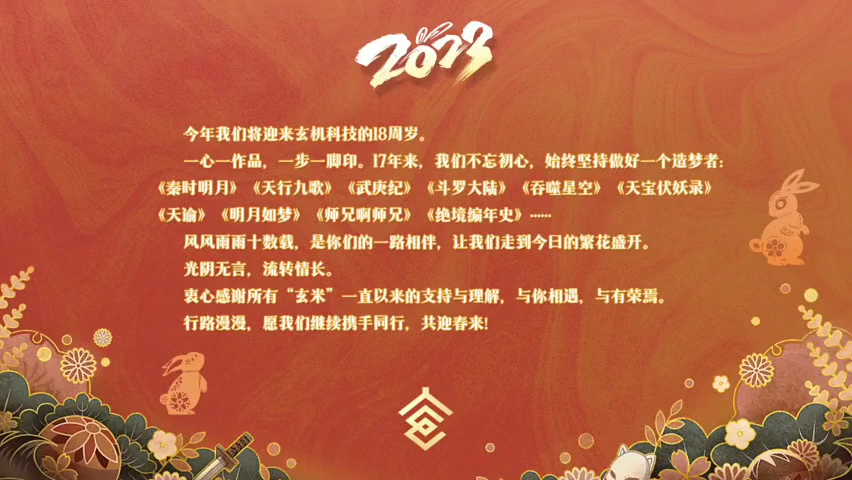 2023
今年我们将迎来玄机科技的18周岁。
一心一作品，一步一脚印。17年来，我们不忘初心，始终坚持做好一个造梦者：
《秦时明月》《天行九歌》《武庚纪》《斗罗大陆》《吞噬星空》《天宝伏妖录》
《天谕》《明月如梦》《师兄啊师兄》《绝境编年史》……
风风雨雨十数载，是你们的一路相伴，让我们走到今日的繁花盛开。
光阴无言，流转情长。
衷心感谢所有“玄米”一直以来的支持与理解，与你相遇，与有荣焉。
行路漫漫，愿我们继续携手同行，共迎春来！